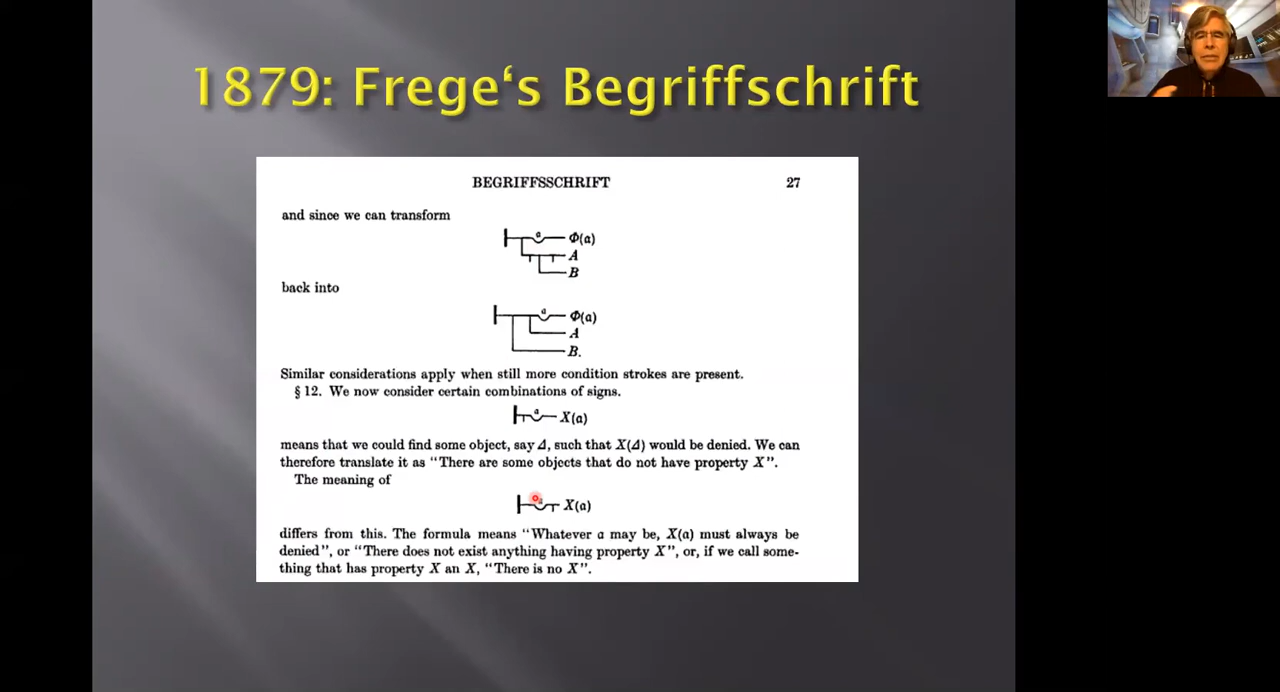 1879: Frege‘s Begriffschrift
BEGRIFFSSCHRIFT 27
and since we can transform
a Φ(a)
A
B
back into
a Φ(a)
A
B.
Similar considerations apply when still more condition strokes are present.
§ 12. We now consider certain combinations of signs.
a X(a)
means that we could find some object, say Δ, such that X(Δ) would be denied. We can
therefore translate it as “There are some objects that do not have property X”.
The meaning of
X(a)
differs from this. The formula means “Whatever a may be, X(a) must always be
denied”, or “There does not exist anything having property X”, or, if we call some-
thing that has property X an X, “There is no X”.